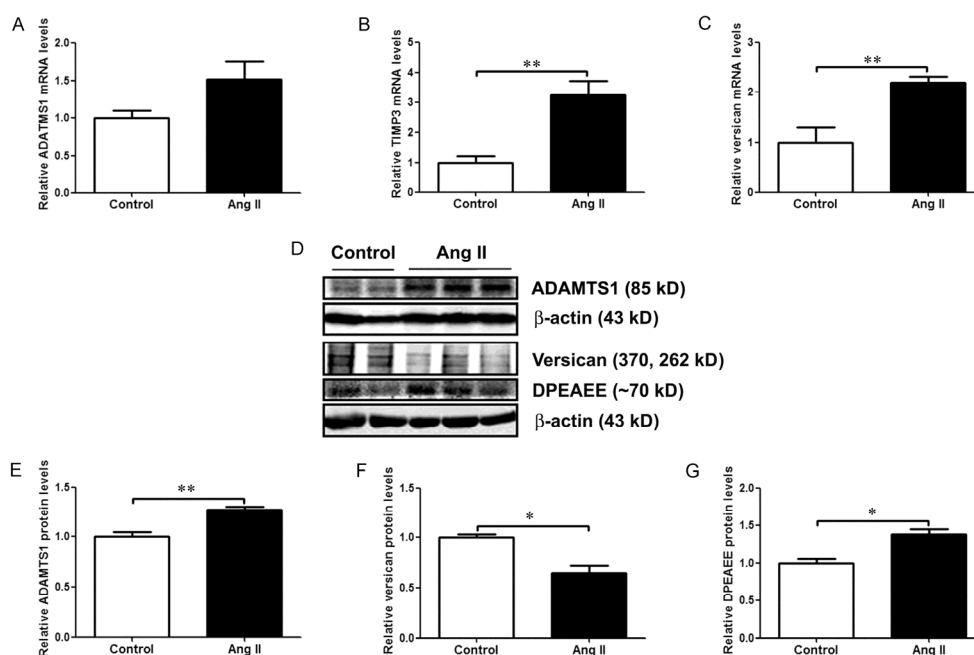 A
Relative ADATMS1 mRNA levels
2.0
1.5
1.0
0.5
0.0
Control
Ang II
B
Relative TIMP3 mRNA levels
5
4
3
2
1
0
**
Control
Ang II
C
Relative versican mRNA levels
3
2
1
0
**
Control
Ang II
D
Control
Ang II
ADAMTS1 (85 kD)
β-actin (43 kD)
Versican (370, 262 kD)
DPEAEE (~70 kD)
β-actin (43 kD)
E
Relative ADAMTS1 protein levels
1.5
1.0
0.5
0.0
**
Control
Ang II
F
Relative versican protein levels
1.5
1.0
0.5
0.0
*
Control
Ang II
G
Relative DPEAEE protein levels
2.0
1.5
1.0
0.5
0.0
*
Control
Ang II